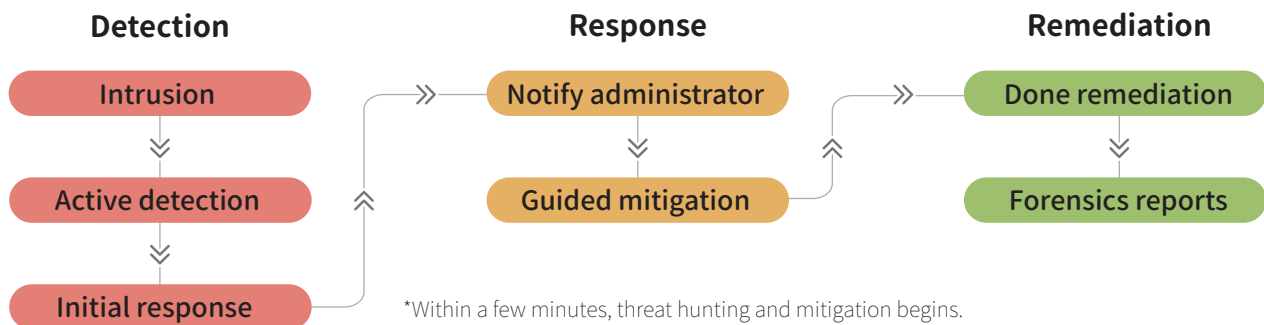 Detection
Intrusion
Active detection
Initial response
Response
Notify administrator
Guided mitigation
Remediation
Done remediation
Forensics reports
*Within a few minutes, threat hunting and mitigation begins.